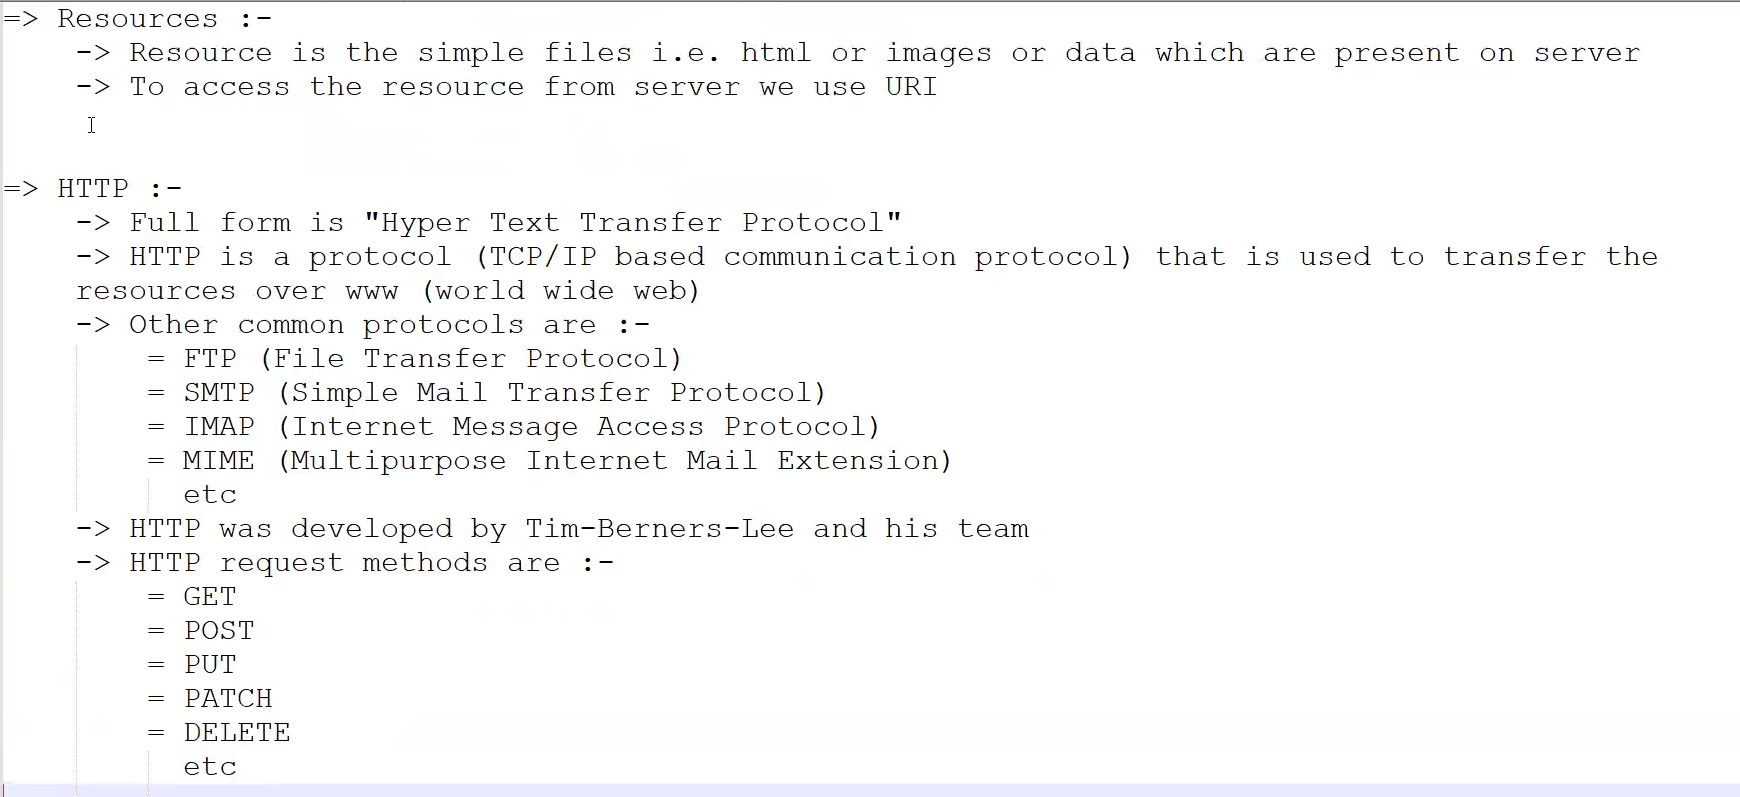 => Resources :-
-> Resource is the simple files i.e. html or images or data which are present on server
-> To access the resource from server we use URI
=> HTTP :-
-> Full form is "Hyper Text Transfer Protocol"
-> HTTP is a protocol (TCP/IP based communication protocol) that is used to transfer the
resources over www (world wide web)
-> Other common protocols are :-
= FTP (File Transfer Protocol)
= SMTP (Simple Mail Transfer Protocol)
= IMAP (Internet Message Access Protocol)
= MIME (Multipurpose Internet Mail Extension)
etc
-> HTTP was developed by Tim-Berners-Lee and his team
-> HTTP request methods are :-
= GET
= POST
= PUT
= PATCH
= DELETE
etc